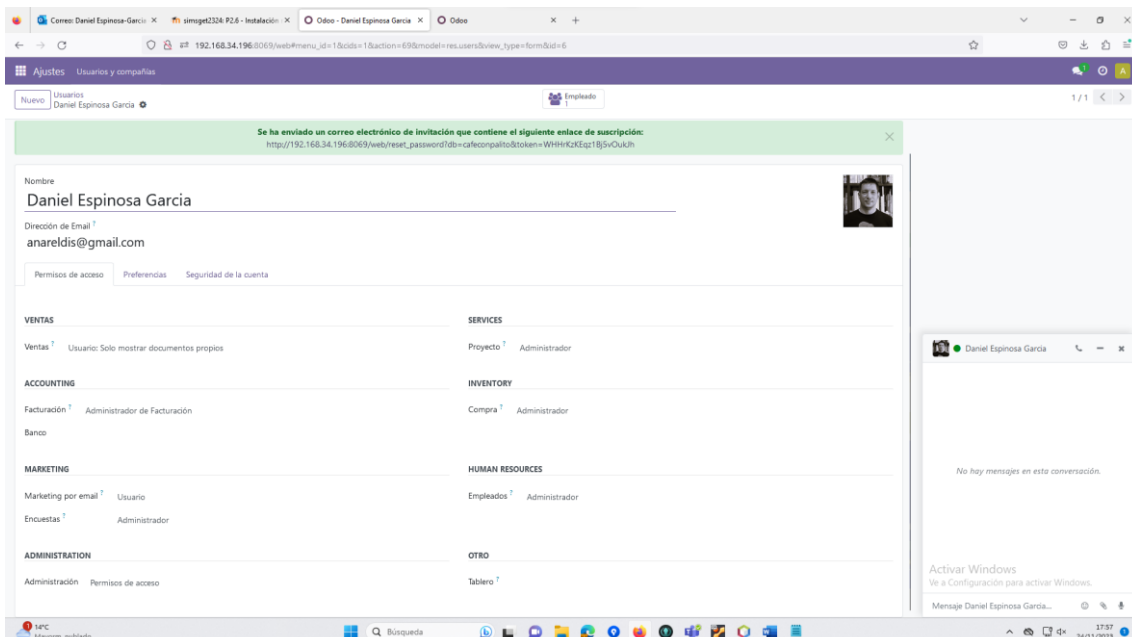 Correo: Daniel Espinosa-Garcia
simsget2324: P2.6 - Instalación
Odoo - Daniel Espinosa Garcia
Odoo
192.168.34.196:8069/web#menu_id=1&cids=1&action=69&model=res.users&view_type=form&id=6
Ajustes Usuarios y compañías
1
A
Nuevo
Usuarios
Daniel Espinosa Garcia
Empleado
1
1/1
Se ha enviado un correo electrónico de invitación que contiene el siguiente enlace de suscripción:
http://192.168.34.196:8069/web/reset_password?db=cafeconpalito&token=WHHrKzKEqz1Bj5vOukJh
Nombre
Daniel Espinosa Garcia
Dirección de Email ?
anareldis@gmail.com
Permisos de acceso Preferencias Seguridad de la cuenta
VENTAS
Ventas ? Usuario: Solo mostrar documentos propios
SERVICES
Proyecto ? Administrador
ACCOUNTING
Facturación ? Administrador de Facturación
Banco
INVENTORY
Compra ? Administrador
MARKETING
Marketing por email ? Usuario
Encuestas ? Administrador
HUMAN RESOURCES
Empleados ? Administrador
ADMINISTRATION
Administración Permisos de acceso
OTRO
Tablero ?
Daniel Espinosa Garcia
No hay mensajes en esta conversación.
Activar Windows
Ve a Configuración para activar Windows.
Mensaje Daniel Espinosa Garcia...
14°C
Búsqueda
17:57